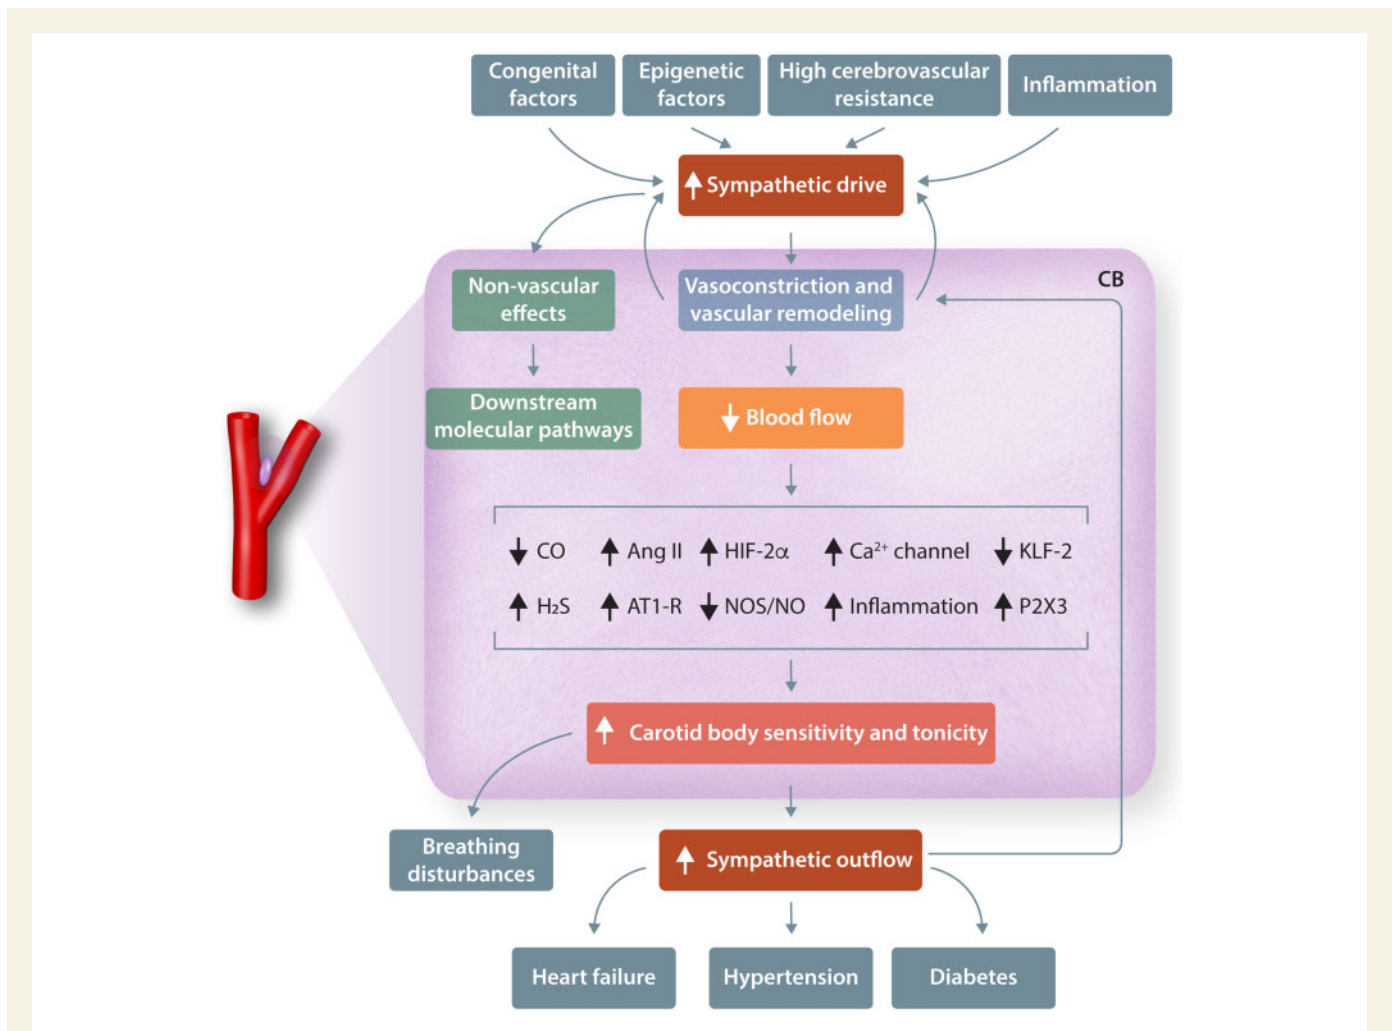 Congenital
factors
Epigenetic
factors
High cerebrovascular
resistance
Inflammation
↑ Sympathetic drive
CB
Non-vascular
effects
Vasoconstriction and
vascular remodeling
Downstream
molecular pathways
↓ Blood flow
↓ CO ↑ Ang II ↑ HIF-2α ↑ Ca²⁺ channel ↓ KLF-2
↑ H₂S ↑ AT1-R ↓ NOS/NO ↑ Inflammation ↑ P2X3
↑ Carotid body sensitivity and tonicity
Breathing
disturbances
↑ Sympathetic outflow
Heart failure
Hypertension
Diabetes